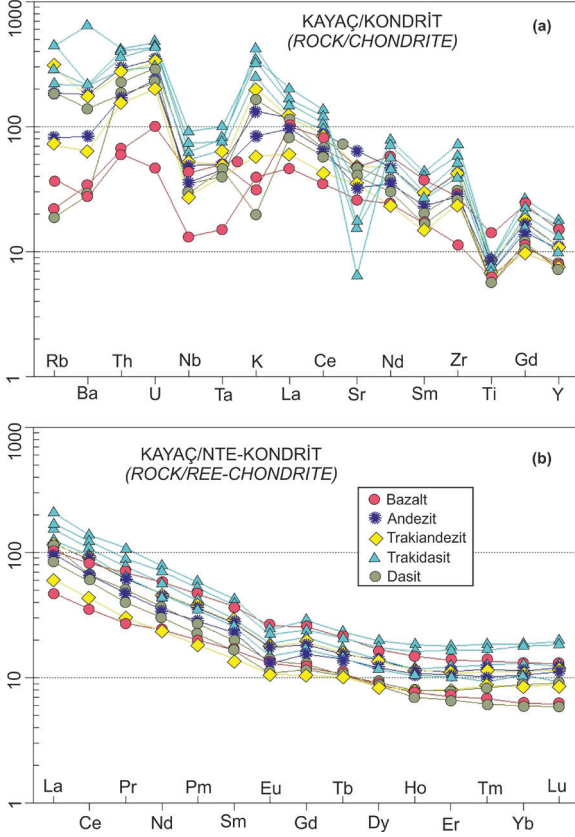 KAYAÇ/KONDRİT
(ROCK/CHONDRITE)
(a)
1000
100
10
1
Rb
Ba
Th
U
Nb
Ta
K
La
Ce
Sr
Nd
Sm
Zr
Ti
Gd
Y
KAYAÇ/NTE-KONDRİT
(ROCK/REE-CHONDRITE)
(b)
1000
100
10
1
Bazalt
Andezit
Trakiandezit
Trakidasit
Dasit
La
Ce
Pr
Nd
Pm
Sm
Eu
Gd
Tb
Dy
Ho
Er
Tm
Yb
Lu